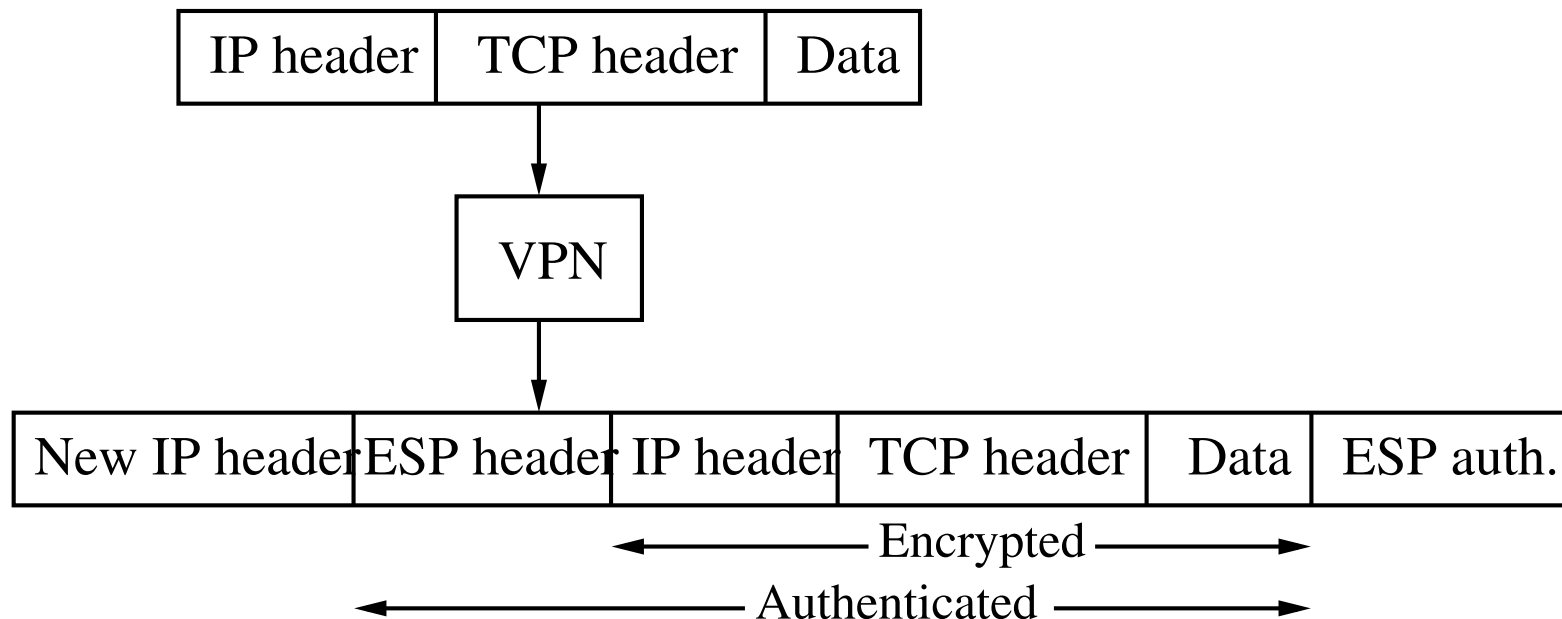 IP header TCP header Data
VPN
New IP header ESP header IP header TCP header Data ESP auth.
Encrypted
Authenticated